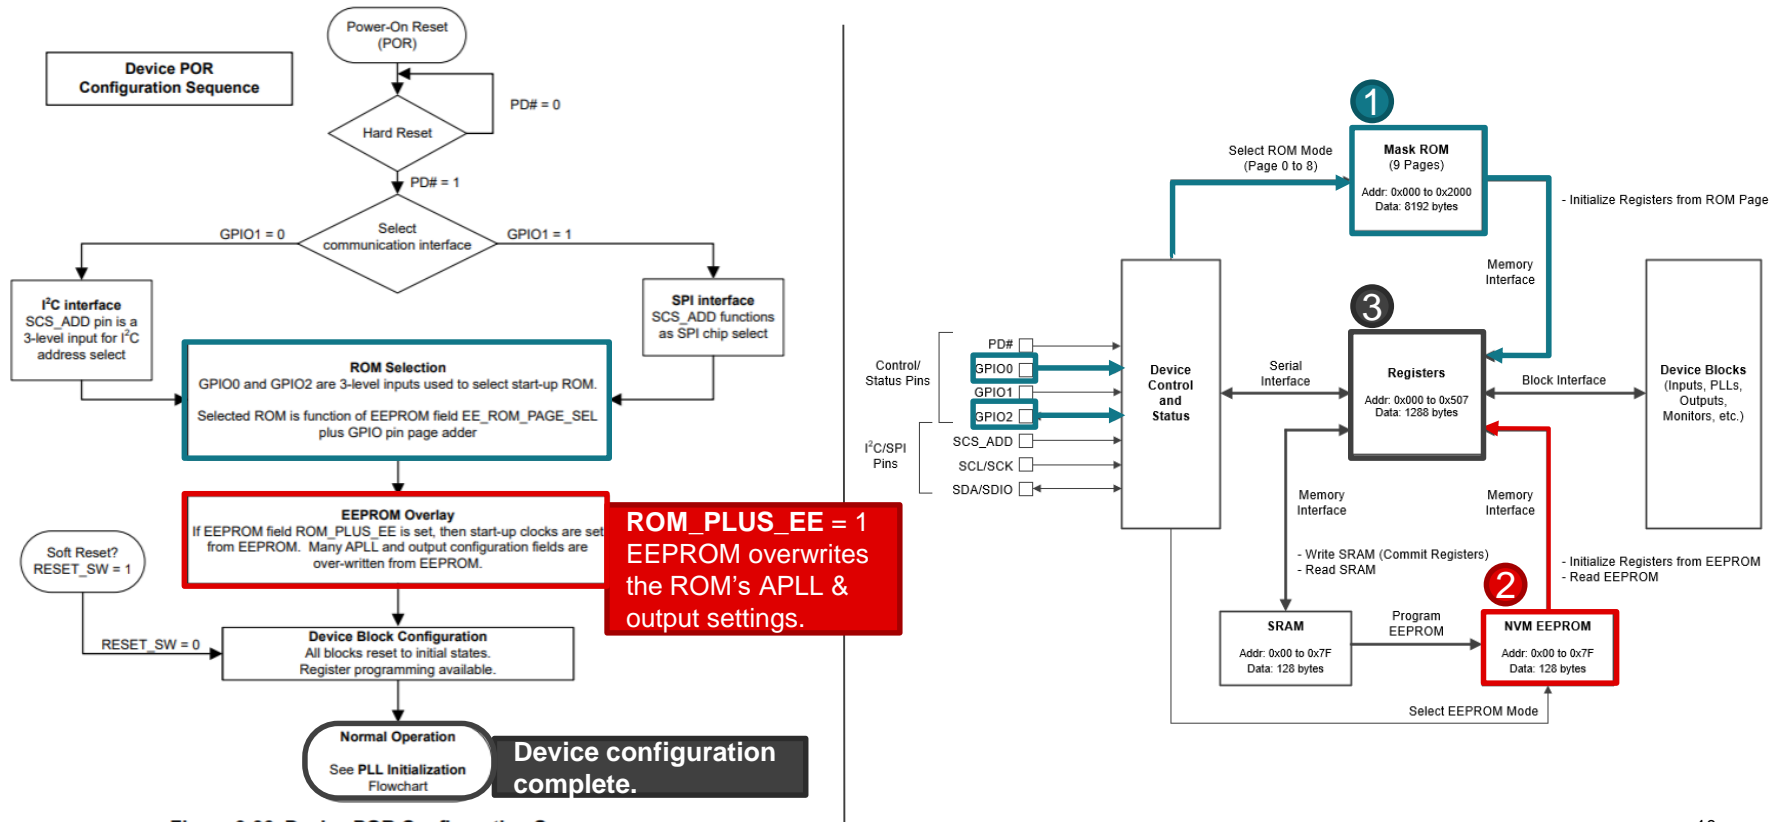 Power-On Reset
(POR)
Device POR
Configuration Sequence
PD# = 0
Hard Reset
PD# = 1
Select
communication interface
GPIO1 = 0
GPIO1 = 1
I²C interface
SCS_ADD pin is a
3-level input for I²C
address select
SPI interface
SCS_ADD functions
as SPI chip select
ROM Selection
GPIO0 and GPIO2 are 3-level inputs used to select start-up ROM.
Selected ROM is function of EEPROM field EE_ROM_PAGE_SEL
plus GPIO pin page adder
EEPROM Overlay
If EEPROM field ROM_PLUS_EE is set, then start-up clocks are set
from EEPROM. Many APLL and output configuration fields are
over-written from EEPROM.
ROM_PLUS_EE = 1
EEPROM overwrites
the ROM's APLL &
output settings.
Soft Reset?
RESET_SW = 1
RESET_SW = 0
Device Block Configuration
All blocks reset to initial states.
Register programming available.
Normal Operation
See PLL Initialization
Flowchart
Device configuration
complete.
1
Select ROM Mode
(Page 0 to 8)
Mask ROM
(9 Pages)
Addr: 0x000 to 0x2000
Data: 8192 bytes
- Initialize Registers from ROM Page
Memory
Interface
3
Control/
Status Pins
PD#
GPIO0
GPIO1
GPIO2
I²C/SPI
Pins
SCS_ADD
SCL/SCK
SDA/SDIO
Device
Control
and
Status
Serial
Interface
Registers
Addr: 0x000 to 0x507
Data: 1288 bytes
Block Interface
Device Blocks
(Inputs, PLLs,
Outputs,
Monitors, etc.)
Memory
Interface
Memory
Interface
- Write SRAM (Commit Registers)
- Read SRAM
- Initialize Registers from EEPROM
- Read EEPROM
2
SRAM
Addr: 0x00 to 0x7F
Data: 128 bytes
Program
EEPROM
NVM EEPROM
Addr: 0x00 to 0x7F
Data: 128 bytes
Select EEPROM Mode